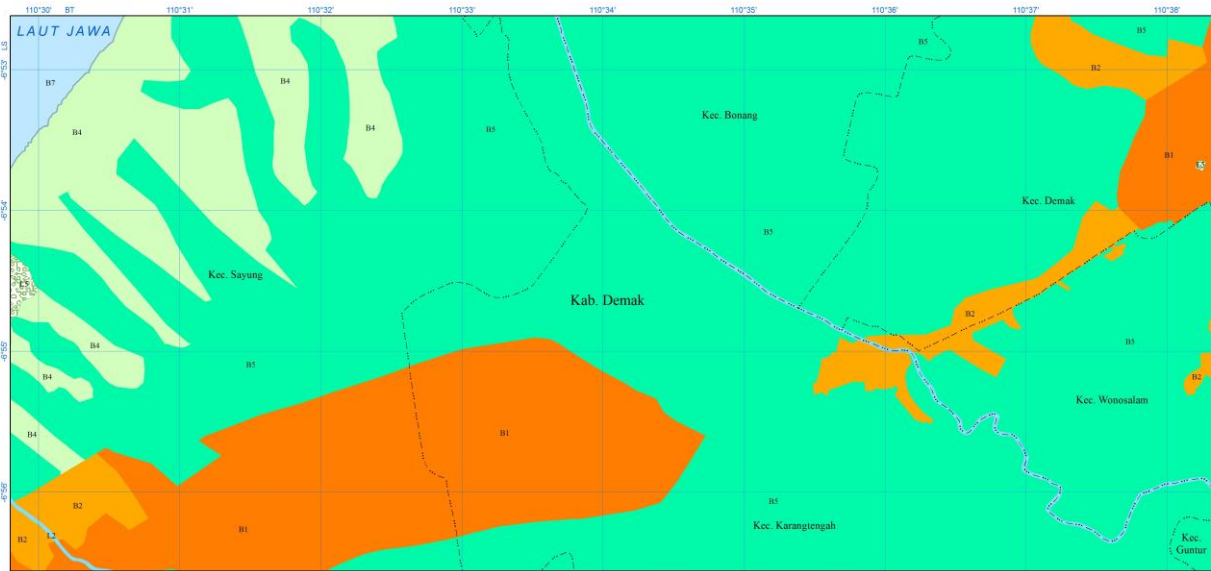 110°30' BT 110°31' 110°32' 110°33' 110°34' 110°35' 110°36' 110°37' 110°38'
LAUT JAWA
LS
B5
B5
-6°53'
B2
B7
B4
B4
B4
B5
Kec. Bonang
B1
L5
-6°54'
Kec. Demak
B5
Kec. Sayung
L5
Kab. Demak
B2
B4
-6°55'
B5
B5
B4
B2
Kec. Wonosalam
B4
B1
-6°56'
B2
B5
Kec. Karangtengah
B1
B2
L2
Kec.
Guntur